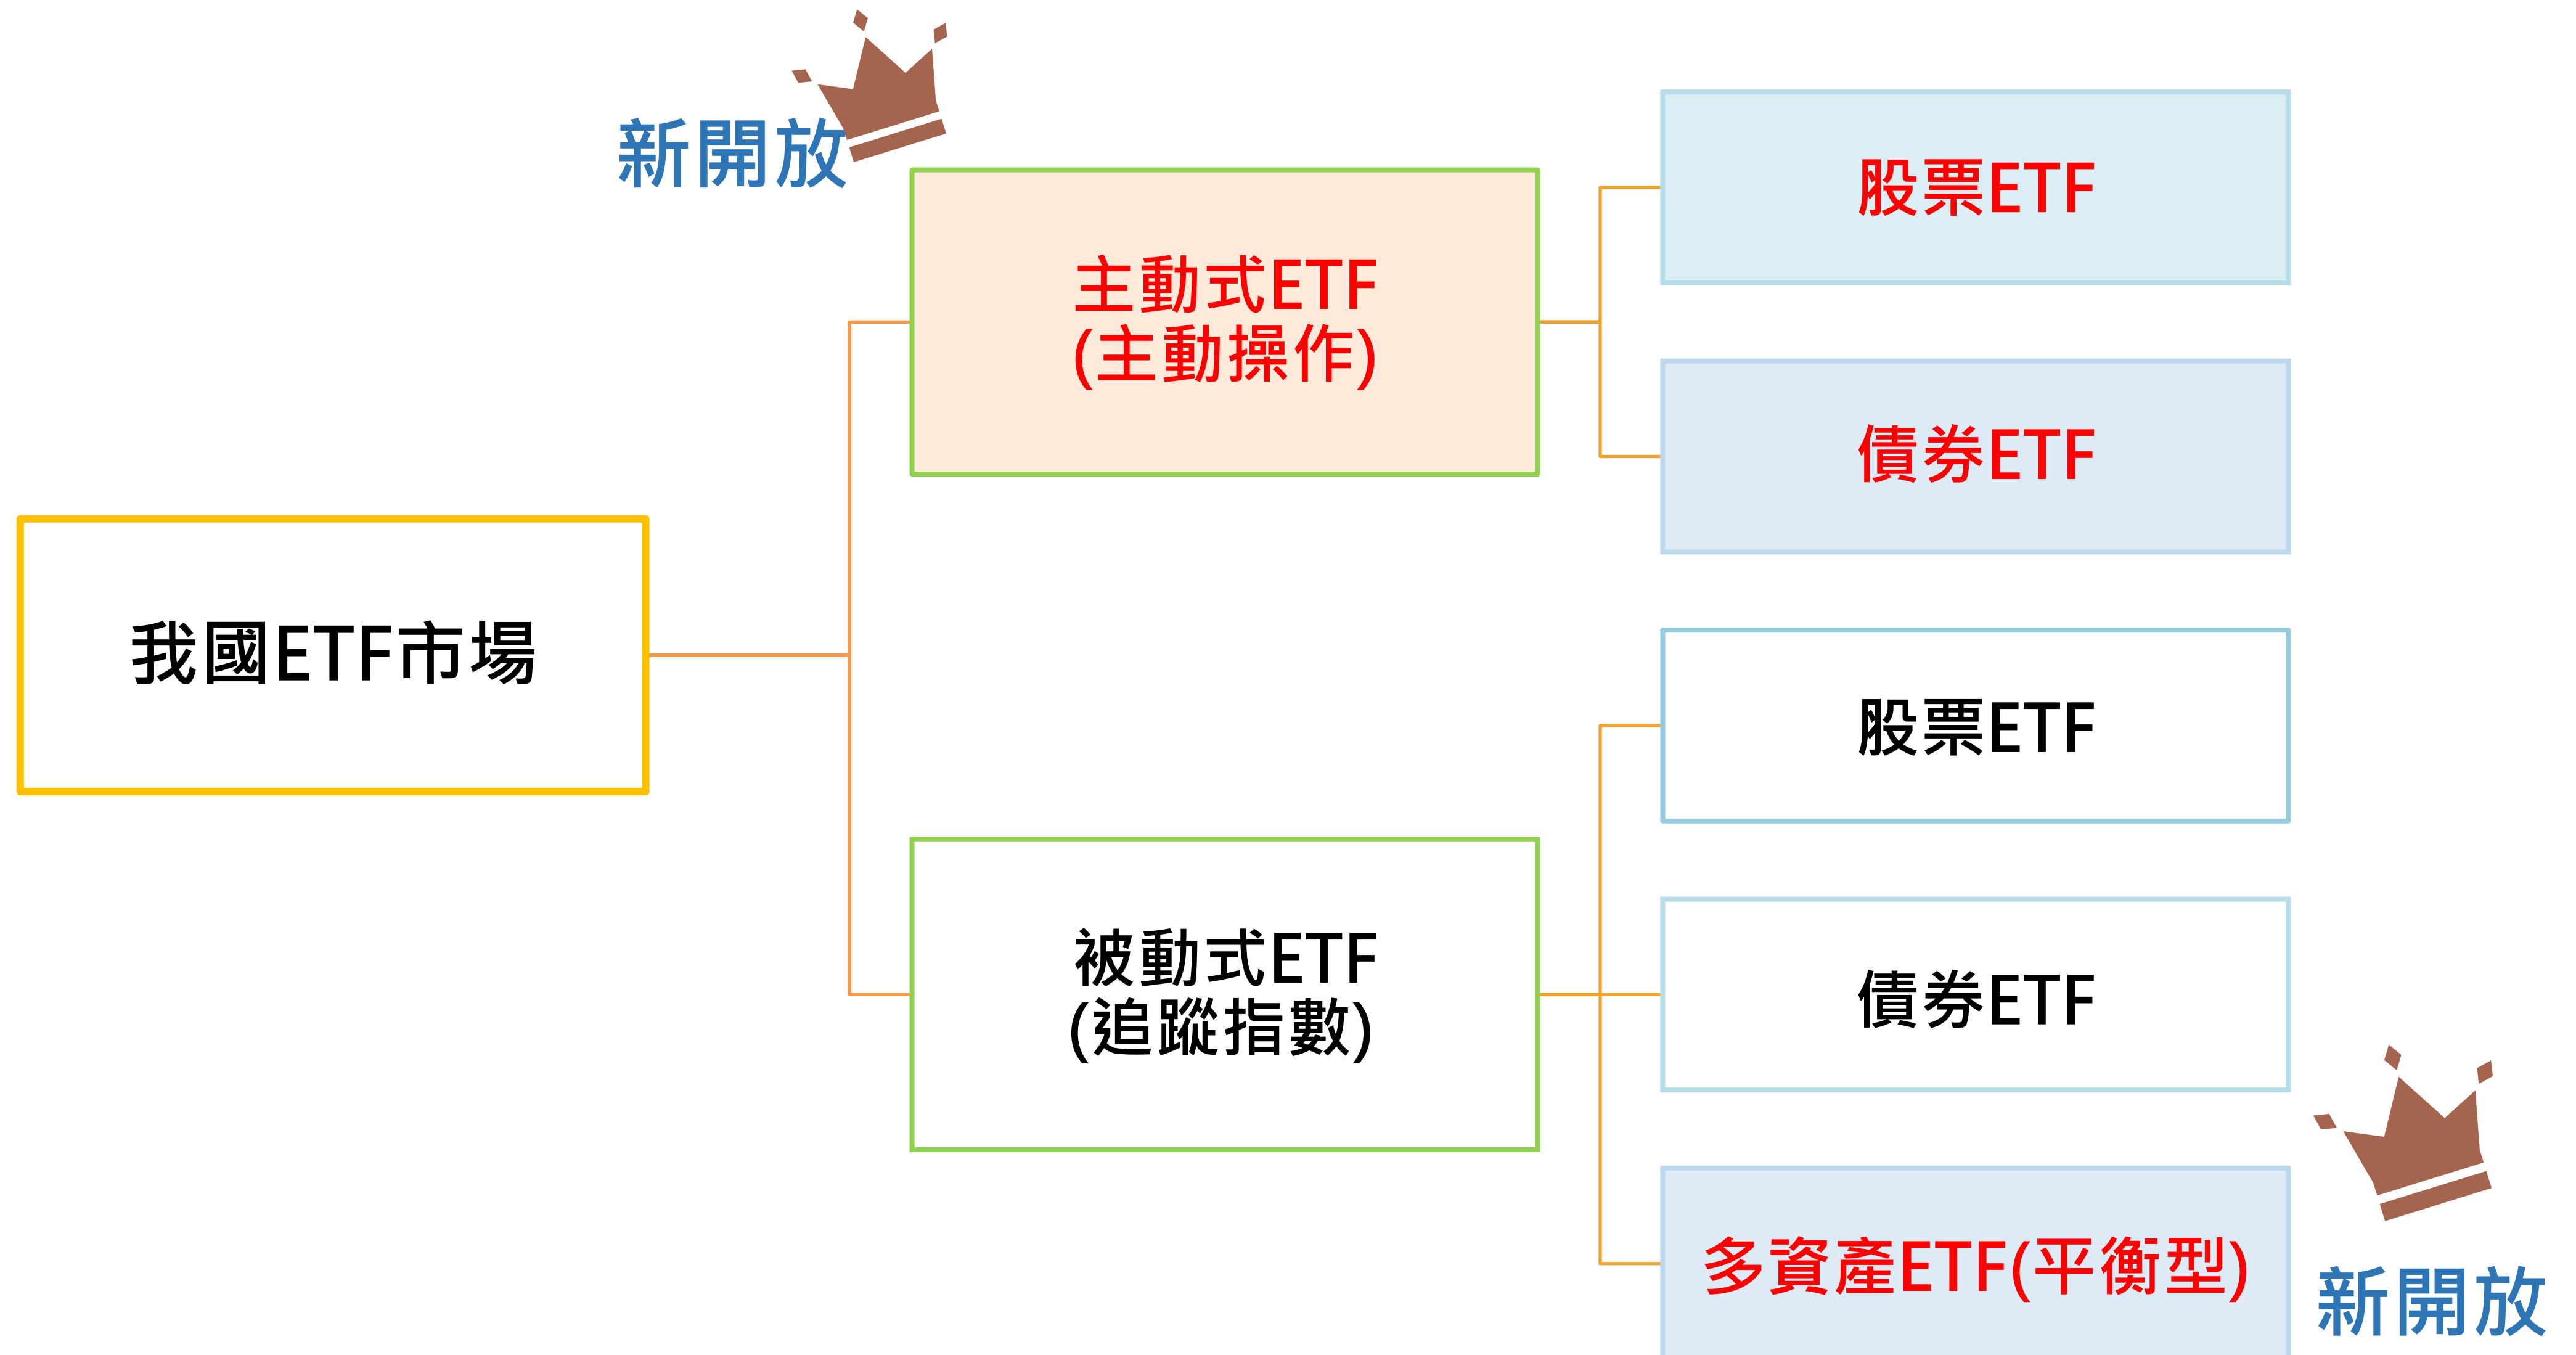 新開放
主動式ETF
(主動操作)
股票ETF
債券ETF
我國ETF市場
被動式ETF
(追蹤指數)
股票ETF
債券ETF
多資產ETF(平衡型)
新開放